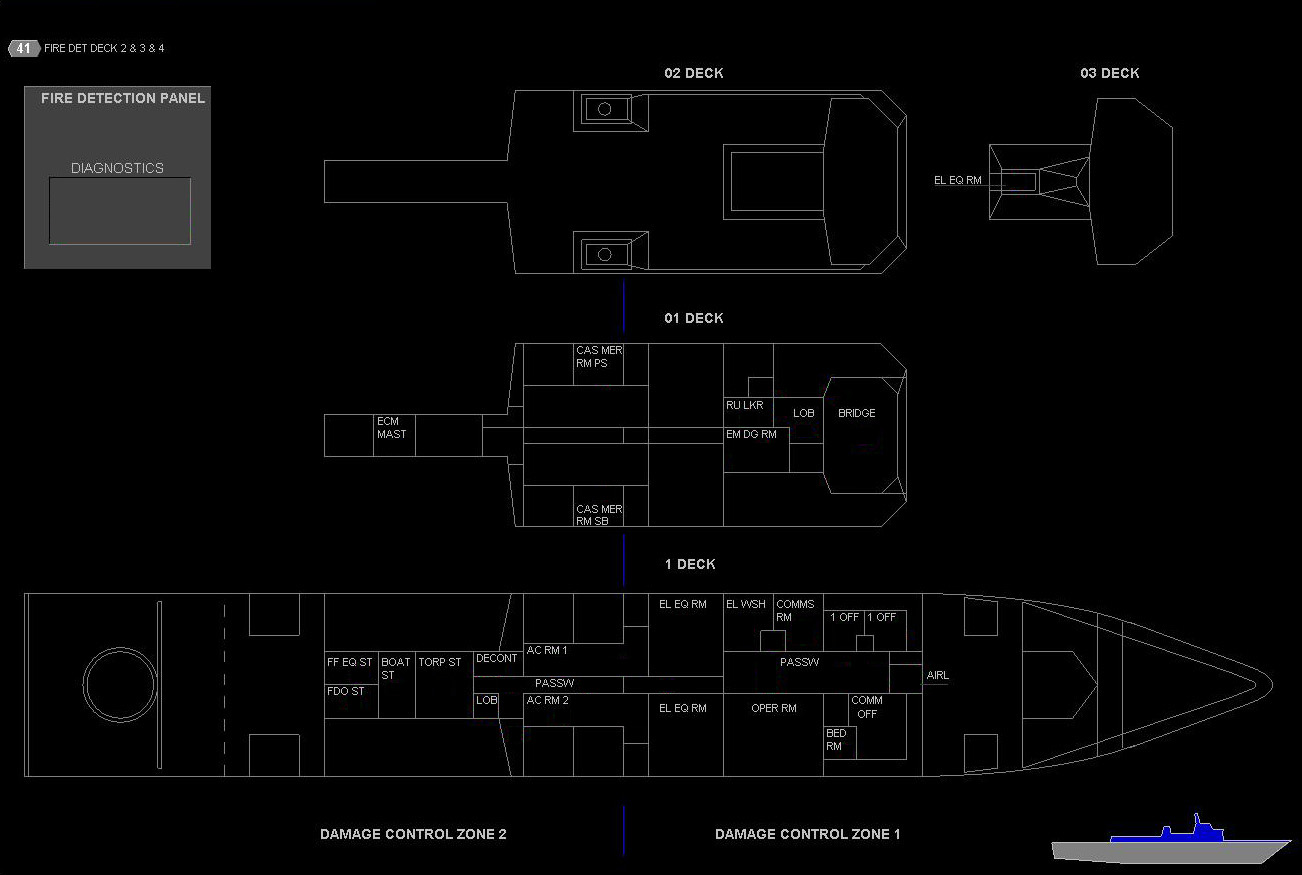 41 FIRE DET DECK 2 & 3 & 4
FIRE DETECTION PANEL
DIAGNOSTICS
02 DECK
03 DECK
EL EQ RM
01 DECK
CAS MER
RM PS
ECM
MAST
RU LKR
LOB
BRIDGE
EM DG RM
CAS MER
RM SB
1 DECK
EL EQ RM
EL WSH
COMMS
RM
1 OFF
1 OFF
FF EQ ST
BOAT
ST
TORP ST
DECONT
AC RM 1
PASSW
AIRL
FDO ST
PASSW
LOB
AC RM 2
EL EQ RM
OPER RM
COMM
OFF
BED
RM
DAMAGE CONTROL ZONE 2
DAMAGE CONTROL ZONE 1